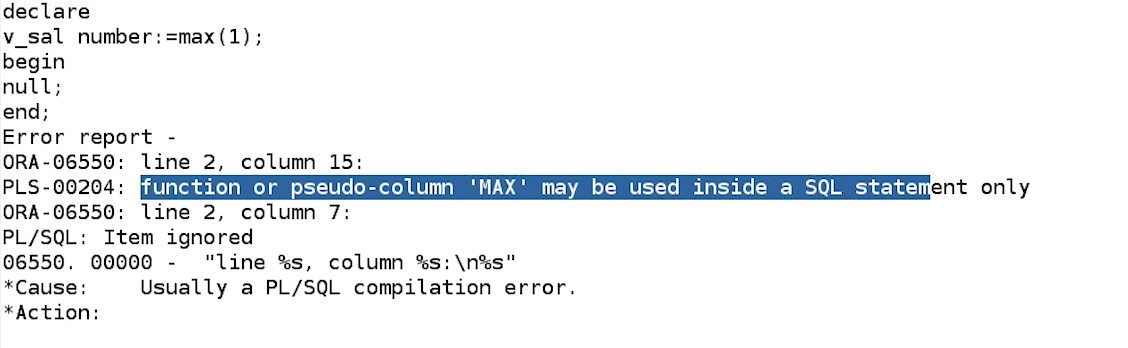 declare
v_sal number:=max(1);
begin
null;
end;
Error report -
ORA-06550: line 2, column 15:
PLS-00204: function or pseudo-column 'MAX' may be used inside a SQL statement only
ORA-06550: line 2, column 7:
PL/SQL: Item ignored
06550. 00000 -  "line %s, column %s:\n%s"
*Cause:    Usually a PL/SQL compilation error.
*Action: